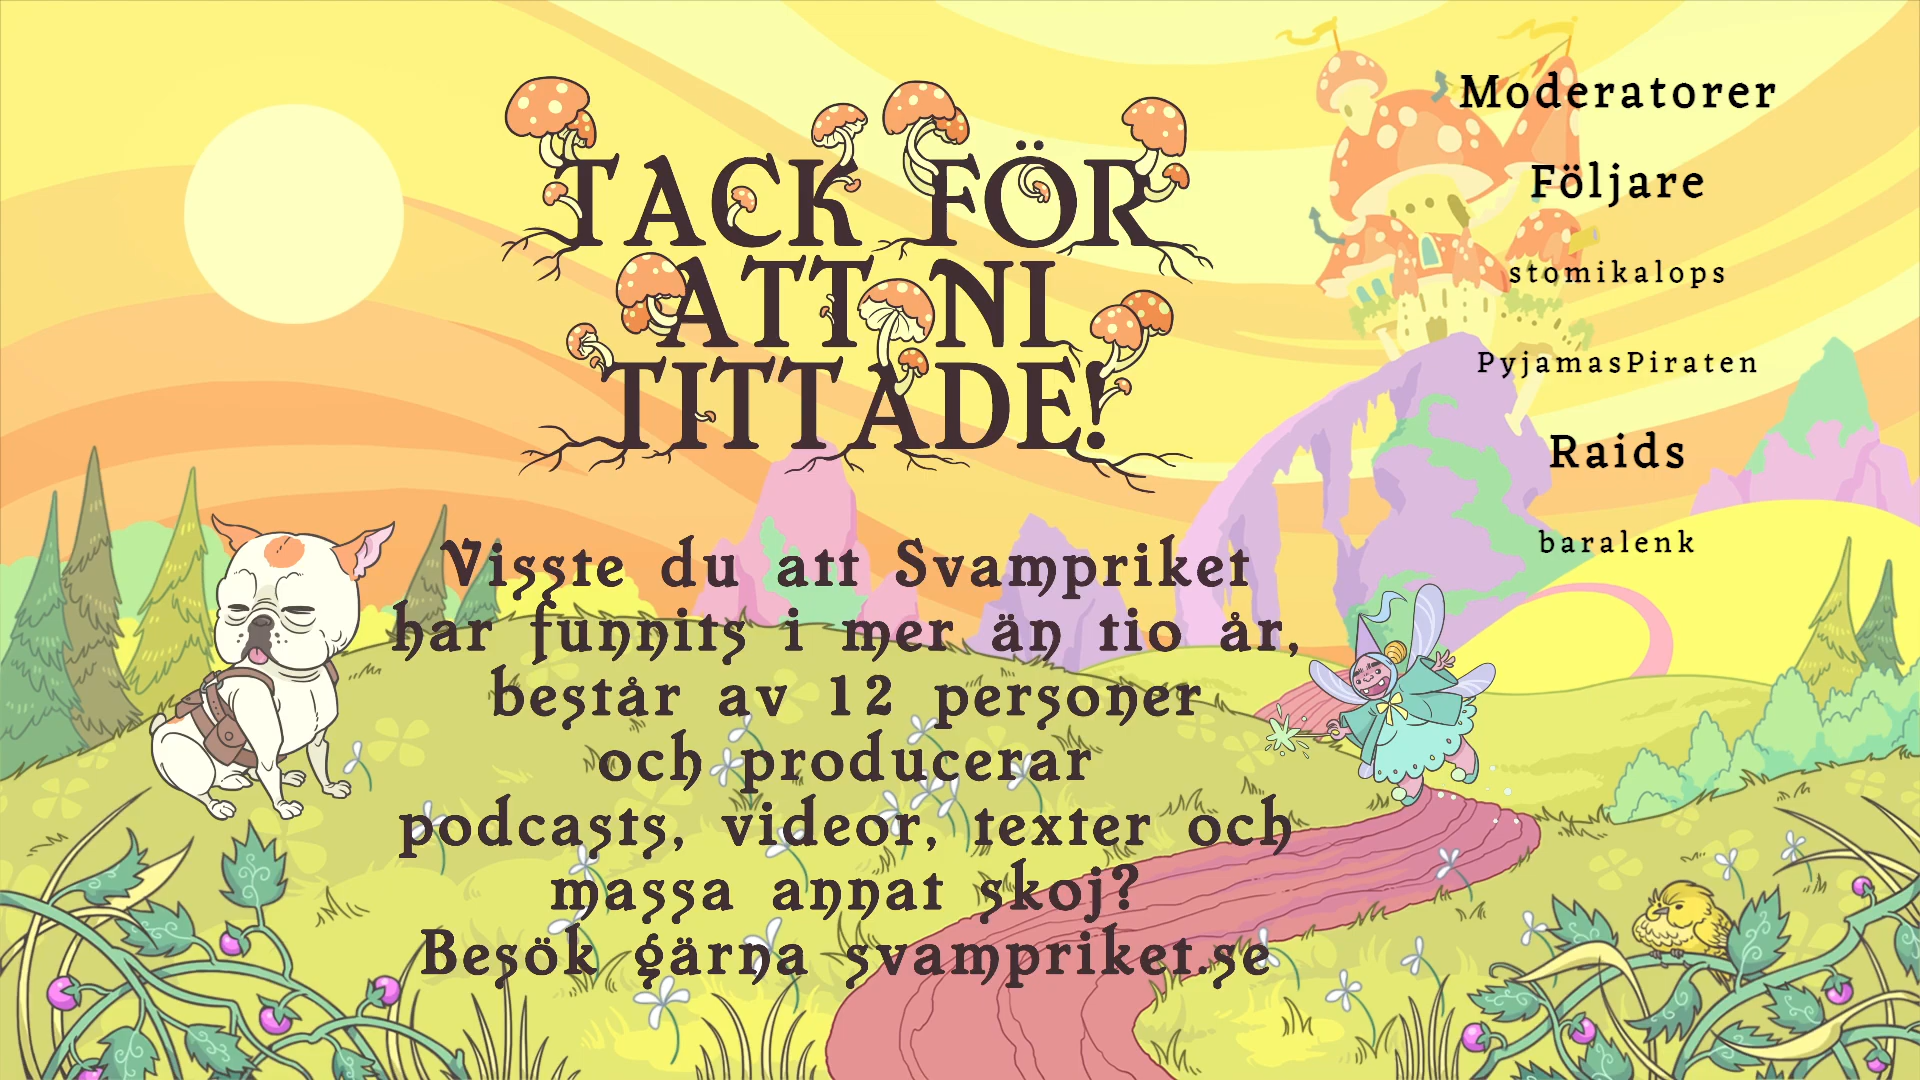 TACK FÖR
ATT NI
TITTADE!
Visste du att Svampriket
har funnits i mer än tio år,
består av 12 personer
och producerar
podcasts, videor, texter och
massa annat skoj?
Besök gärna svampriket.se
Moderatorer
Följare
stomikalops
PyjamasPiraten
Raids
baralenk